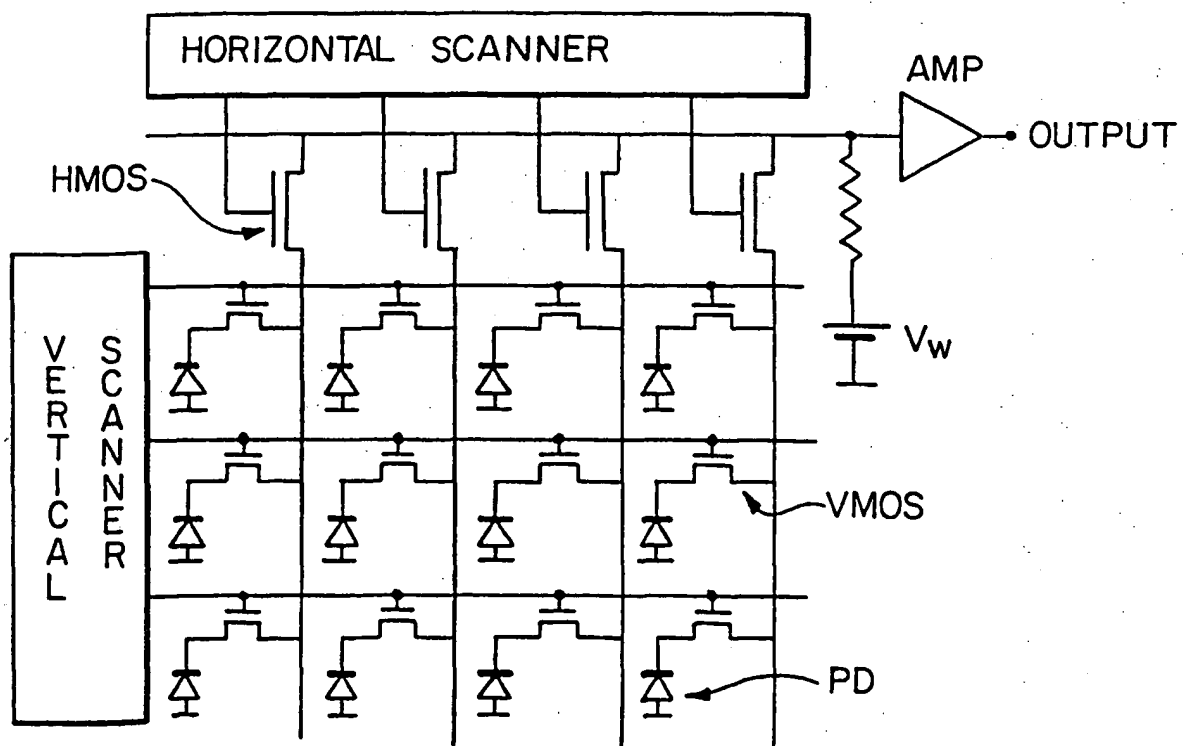 HORIZONTAL SCANNER
AMP
OUTPUT
HMOS
VERTICAL
SCANNER
Vw
VMOS
PD